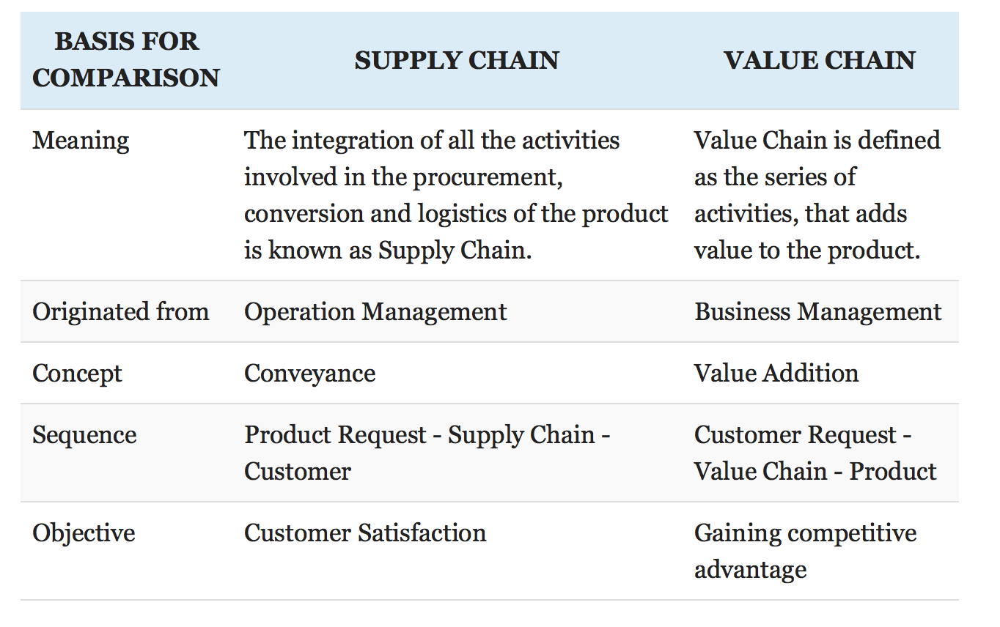 BASIS FOR
COMPARISON
SUPPLY CHAIN
VALUE CHAIN
Meaning
The integration of all the activities
involved in the procurement,
conversion and logistics of the product
is known as Supply Chain.
Value Chain is defined
as the series of
activities, that adds
value to the product.
Originated from
Operation Management
Business Management
Concept
Conveyance
Value Addition
Sequence
Product Request - Supply Chain -
Customer
Customer Request -
Value Chain - Product
Objective
Customer Satisfaction
Gaining competitive
advantage